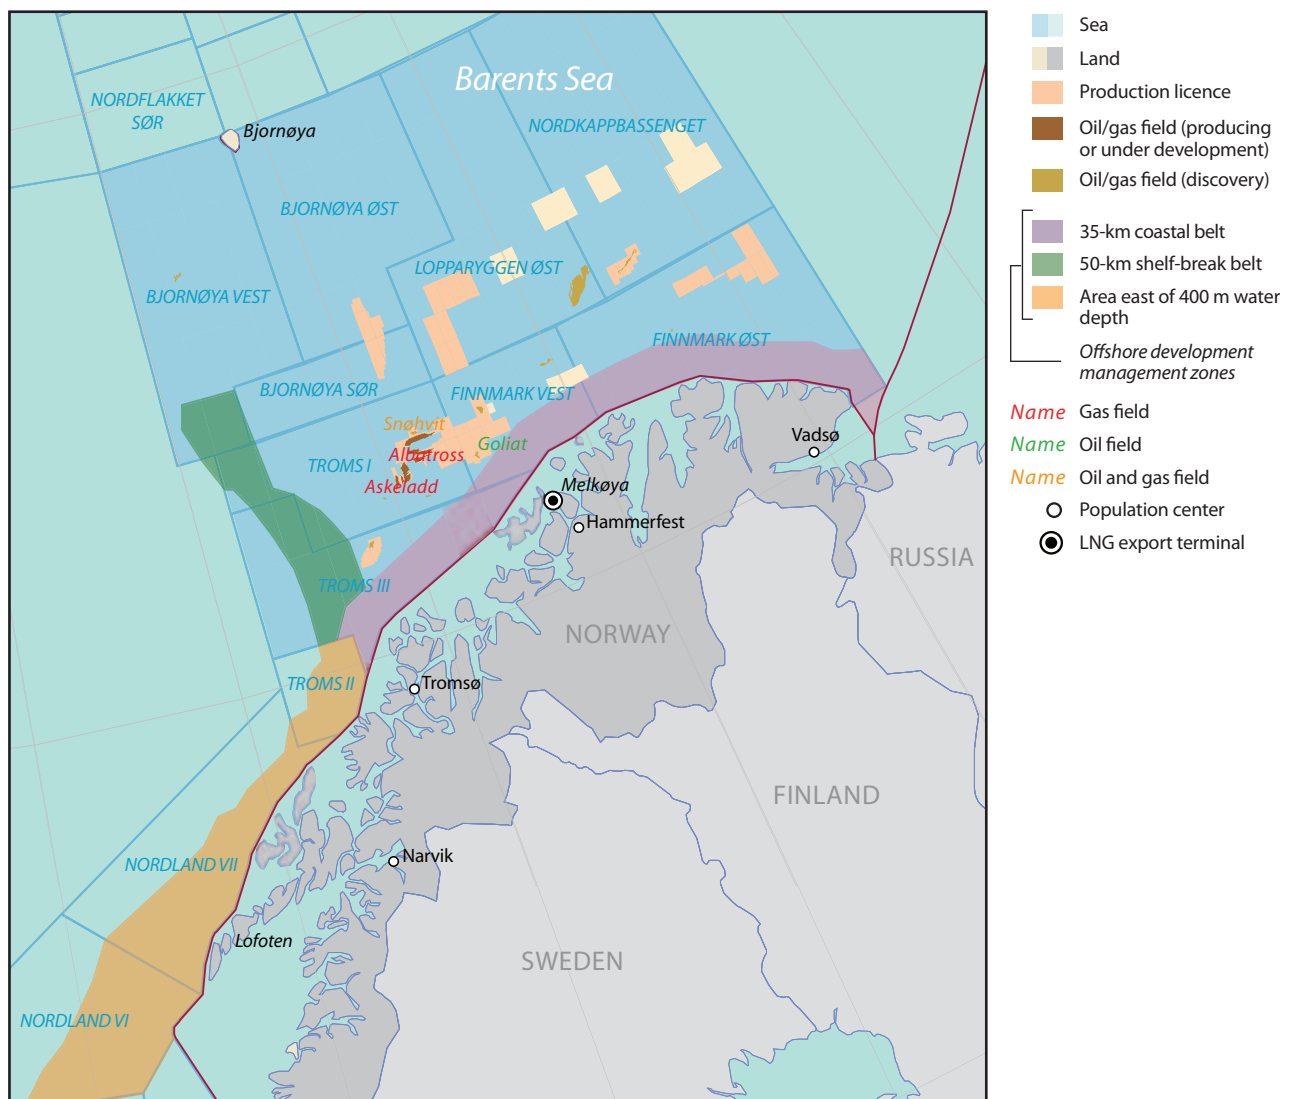 Barents Sea
NORDFLAKKET
SØR
Bjornøya
NORDKAPPBASSENGET
BJORNØYA ØST
LOPPARYGGEN ØST
BJORNØYA VEST
FINNMARK ØST
BJORNØYA SØR
FINNMARK VEST
Snøhvit
Goliat
Albatross
TROMS I
Askeladd
Vadsø
Melkøya
Hammerfest
RUSSIA
TROMS III
NORWAY
TROMS II
Tromsø
FINLAND
NORDLAND VII
Narvik
Lofoten
SWEDEN
NORDLAND VI
Sea
Land
Production licence
Oil/gas field (producing
or under development)
Oil/gas field (discovery)
35-km coastal belt
50-km shelf-break belt
Area east of 400 m water
depth
Offshore development
management zones
Name Gas field
Name Oil field
Name Oil and gas field
Population center
LNG export terminal